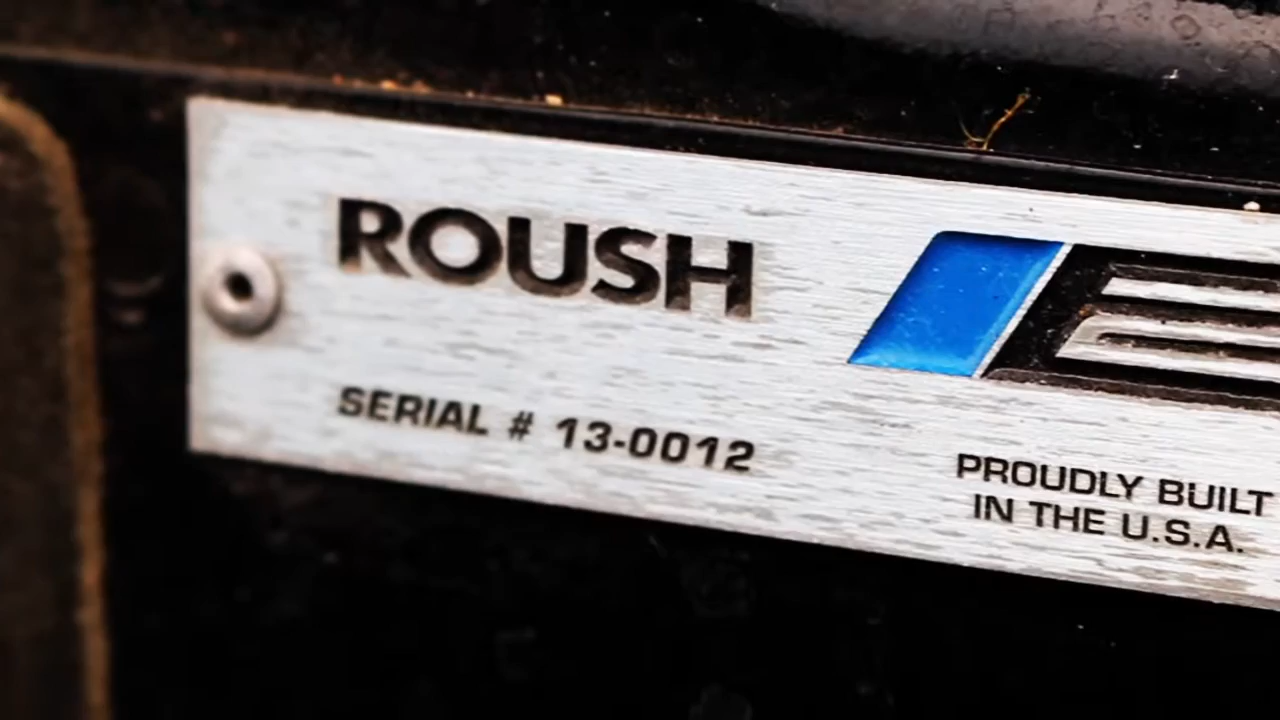 ROUSH
SERIAL # 13-0012
PROUDLY BUILT
IN THE U.S.A.